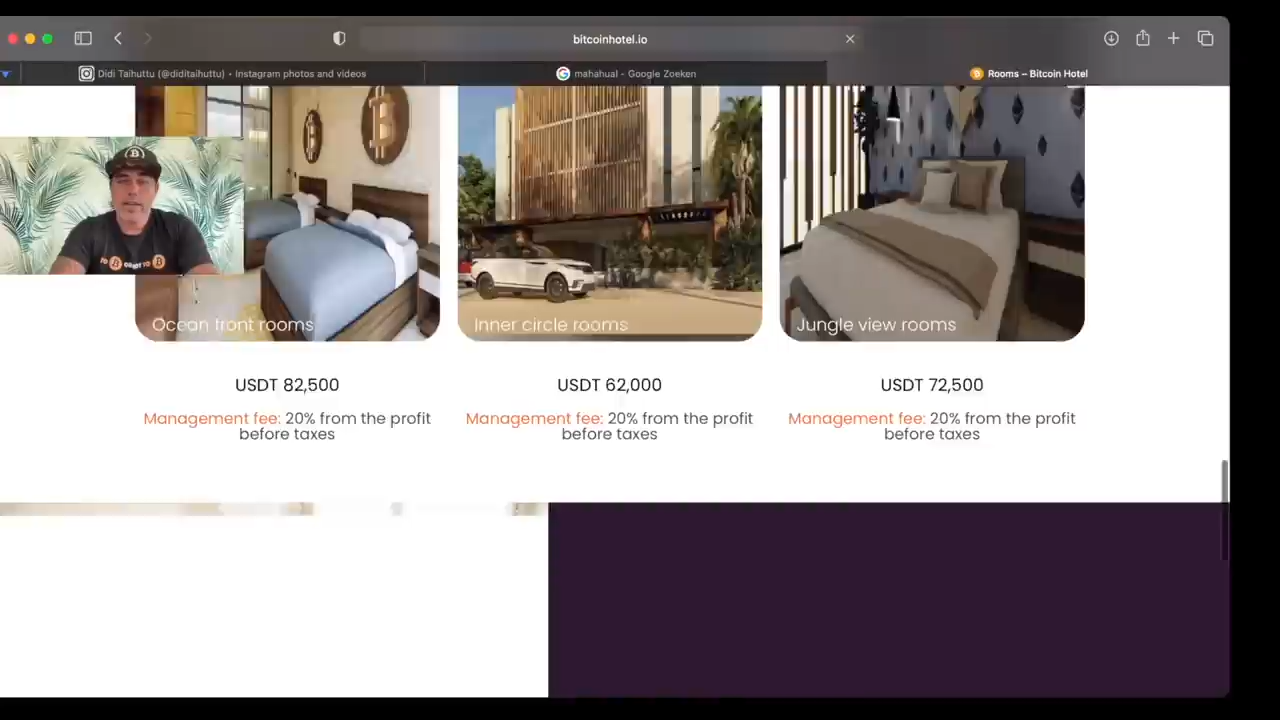 bitcoinhotel.io
Didi Taihuttu (@diditaihuttu) • Instagram photos and videos
mahahual - Google Zoeken
Rooms – Bitcoin Hotel
Ocean front rooms
Inner circle rooms
Jungle view rooms
USDT 82,500
USDT 62,000
USDT 72,500
Management fee: 20% from the profit
before taxes
Management fee: 20% from the profit
before taxes
Management fee: 20% from the profit
before taxes